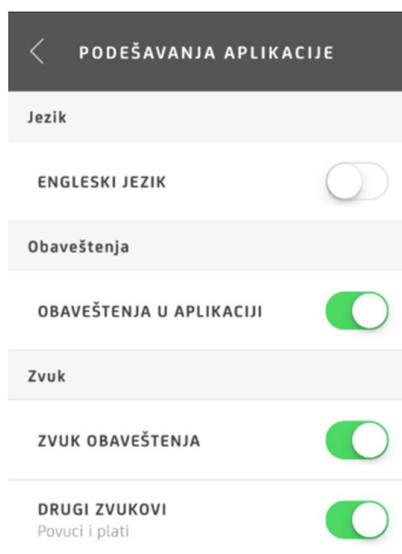 PODEŠAVANJA APLIKACIJE
Jezik
ENGLESKI JEZIK
Obaveštenja
OBAVEŠTENJA U APLIKACIJI
Zvuk
ZVUK OBAVEŠTENJA
DRUGI ZVUKOVI
Povuci i plati